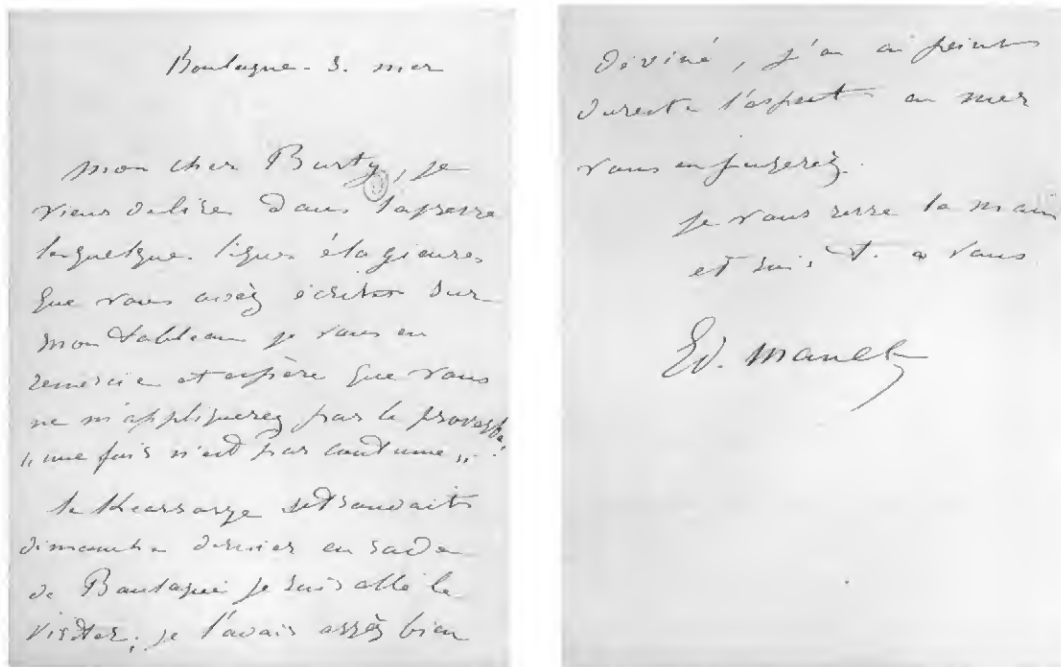 Boulogne-S. mer
mon cher Burty, je
viens de lire dans la presse
les quelques lignes élogieuses
que vous avez écrites sur
mon tableau je vous en
remercie et espère que vous
ne m'appliquerez pas le proverbe,
"une fois n'est pas coutume".
le Kearsarge se trouvait
dimanche dernier en rade
de Boulogne je suis allé le
visiter. je l'avais assez bien
deviné, j'en ai peint
 l'aspect en mer
vous en jugerez.
je vous serre la main
et suis t. a vous
Ed. Manet